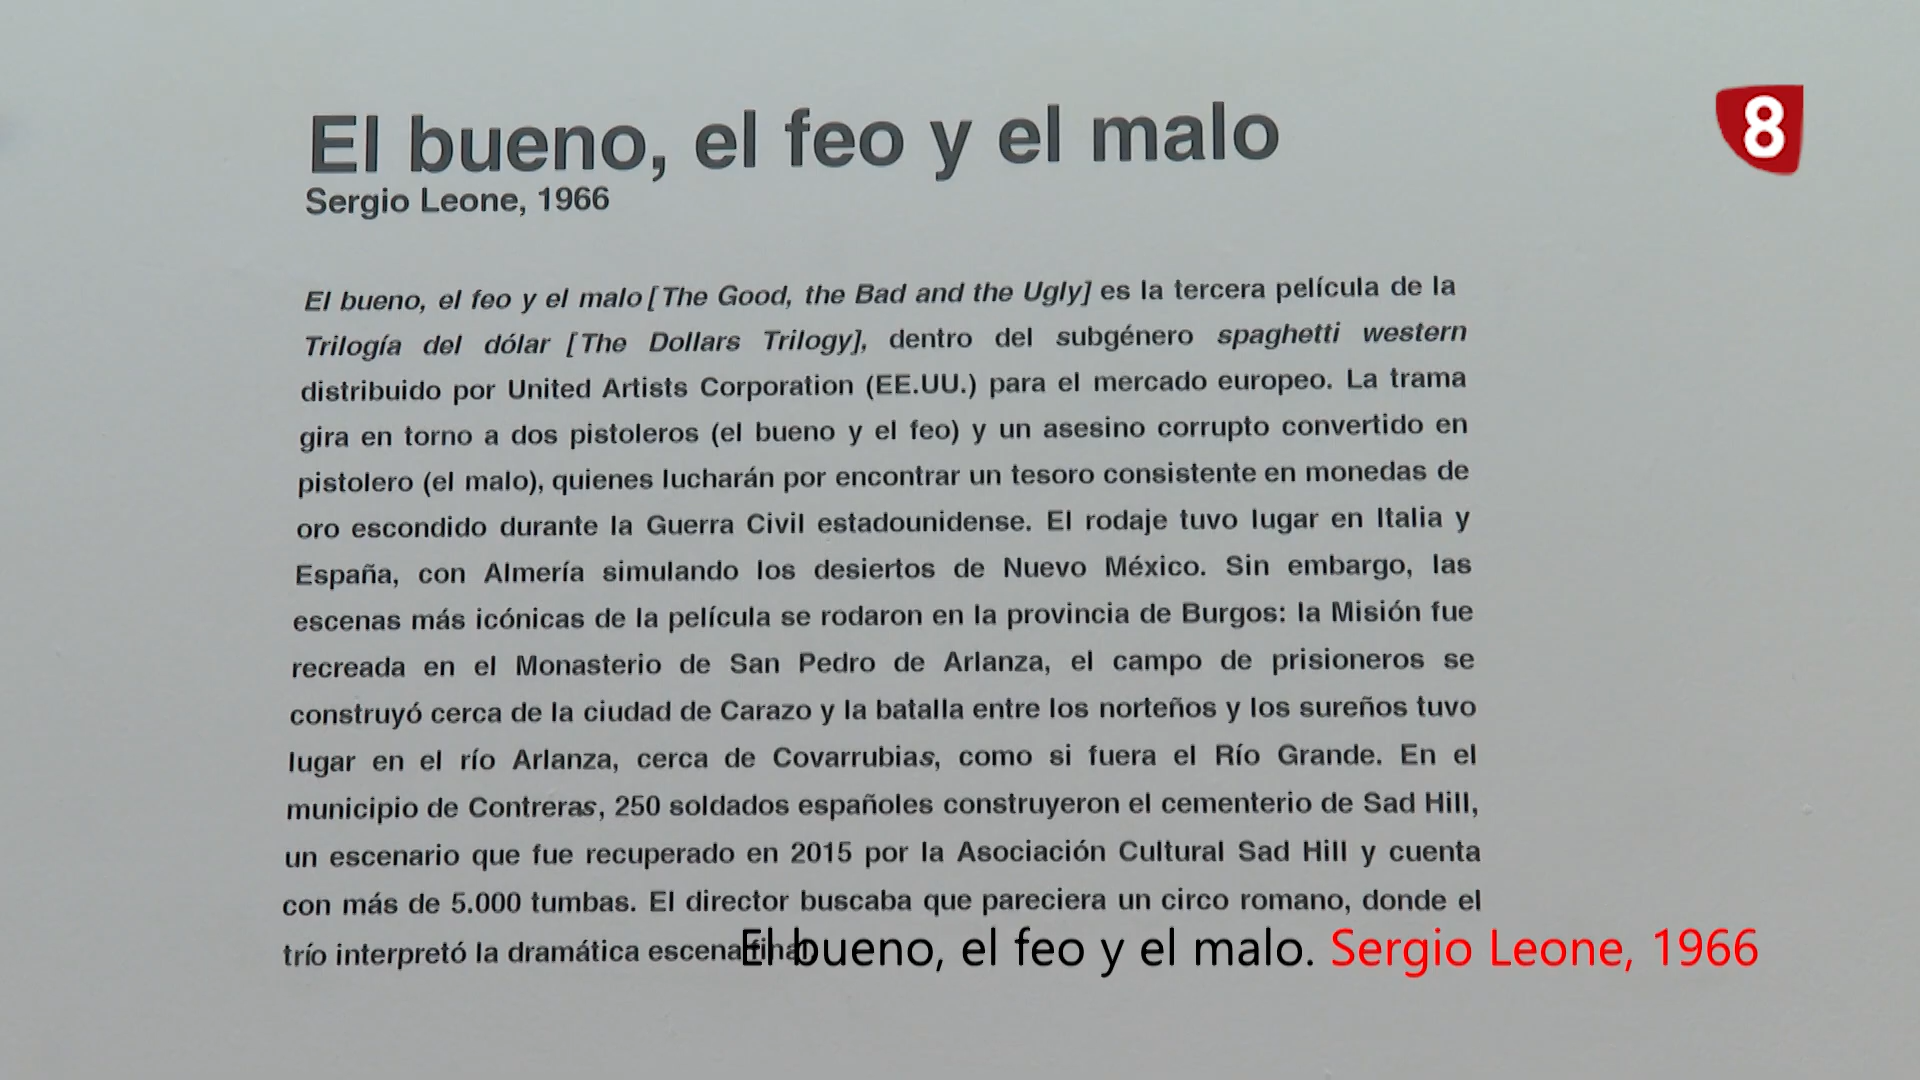 8
El bueno, el feo y el malo
Sergio Leone, 1966
El bueno, el feo y el malo [The Good, the Bad and the Ugly] es la tercera película de la
Trilogía del dólar [The Dollars Trilogy], dentro del subgénero spaghetti western
distribuido por United Artists Corporation (EE.UU.) para el mercado europeo. La trama
gira en torno a dos pistoleros (el bueno y el feo) y un asesino corrupto convertido en
pistolero (el malo), quienes lucharán por encontrar un tesoro consistente en monedas de
oro escondido durante la Guerra Civil estadounidense. El rodaje tuvo lugar en Italia y
España, con Almería simulando los desiertos de Nuevo México. Sin embargo, las
escenas más icónicas de la película se rodaron en la provincia de Burgos: la Misión fue
recreada en el Monasterio de San Pedro de Arlanza, el campo de prisioneros se
construyó cerca de la ciudad de Carazo y la batalla entre los norteños y los sureños tuvo
lugar en el río Arlanza, cerca de Covarrubias, como si fuera el Río Grande. En el
municipio de Contreras, 250 soldados españoles construyeron el cementerio de Sad Hill,
un escenario que fue recuperado en 2015 por la Asociación Cultural Sad Hill y cuenta
con más de 5.000 tumbas. El director buscaba que pareciera un circo romano, donde el
trío interpretó la dramática escena
El bueno, el feo y el malo. Sergio Leone, 1966